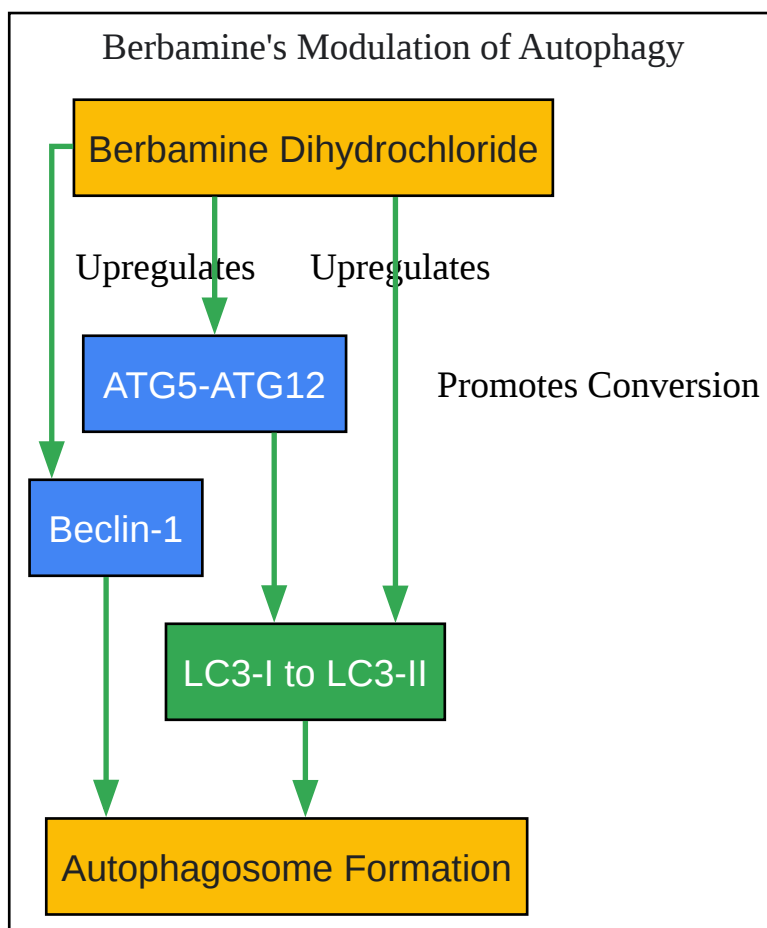 Berbamine's Modulation of Autophagy
Berbamine Dihydrochloride
Upregulates
Upregulates
ATG5-ATG12
Promotes Conversion
Beclin-1
LC3-I to LC3-II
Autophagosome Formation